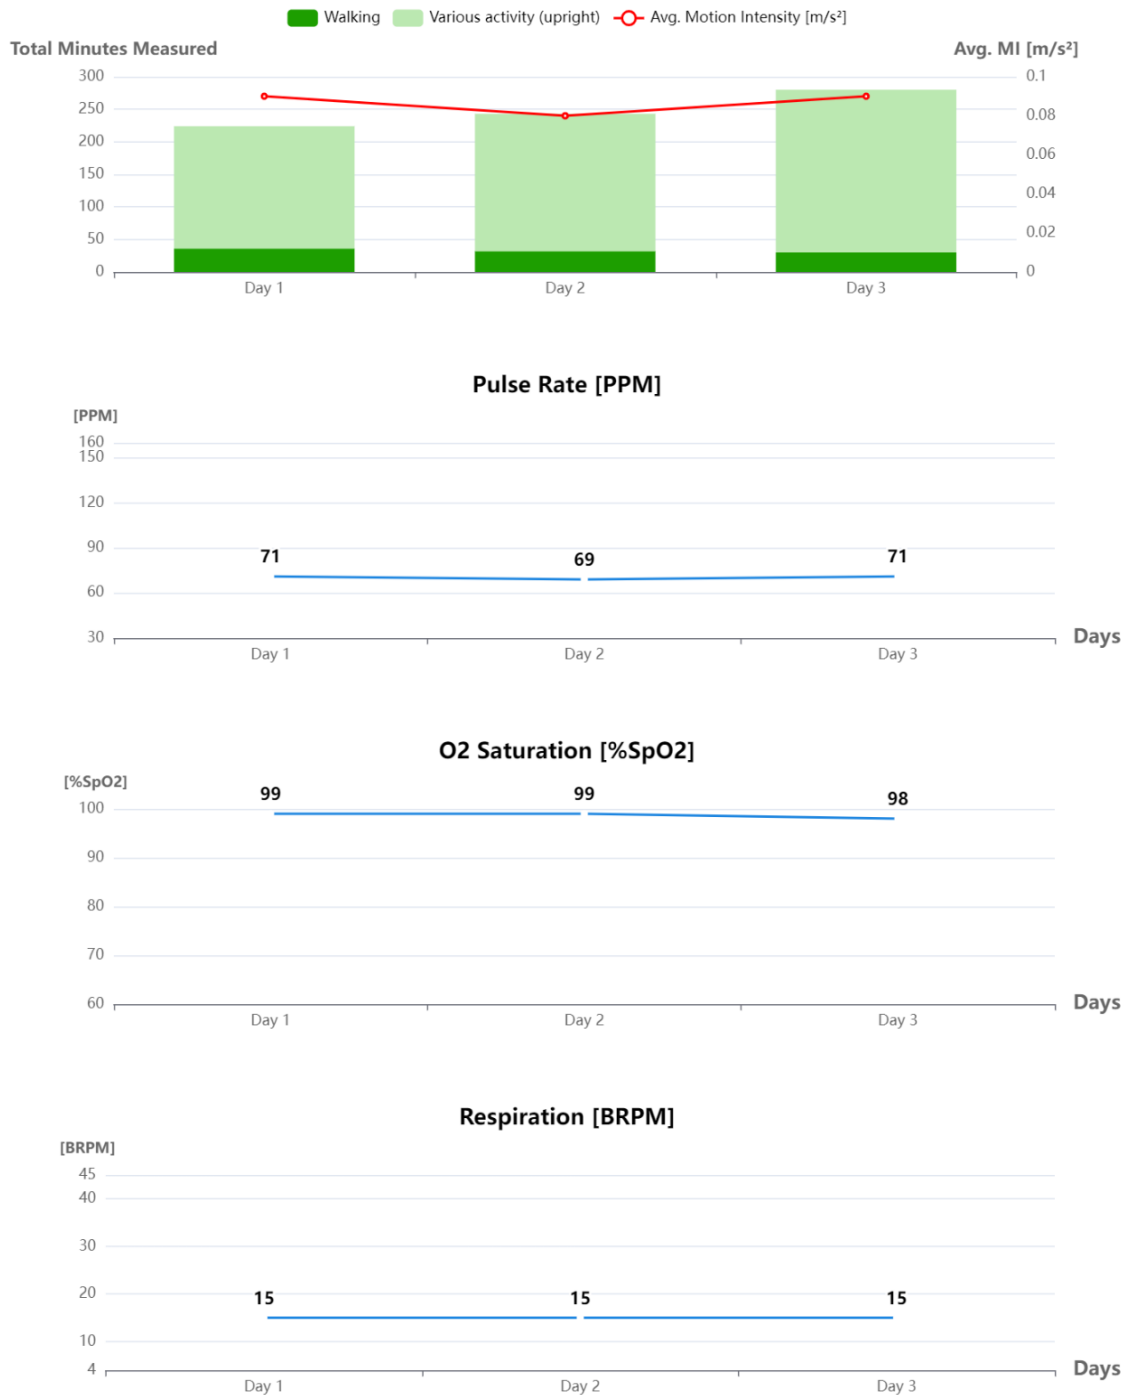 Walking Various activity (upright) Avg. Motion Intensity [m/s²]
Total Minutes Measured Avg. MI [m/s²]
300 0.1
250 0.08
200
150 0.06
100 0.04
50 0.02
0 0
Day 1 Day 2 Day 3
Pulse Rate [PPM]
[PPM]
160
150
120
90
71 69 71
60
30 Days
Day 1 Day 2 Day 3
O2 Saturation [%SpO2]
[%SpO2]
99 99 98
100
90
80
70
60 Days
Day 1 Day 2 Day 3
Respiration [BRPM]
[BRPM]
45
40
30
20
15 15 15
10
4 Days
Day 1 Day 2 Day 3